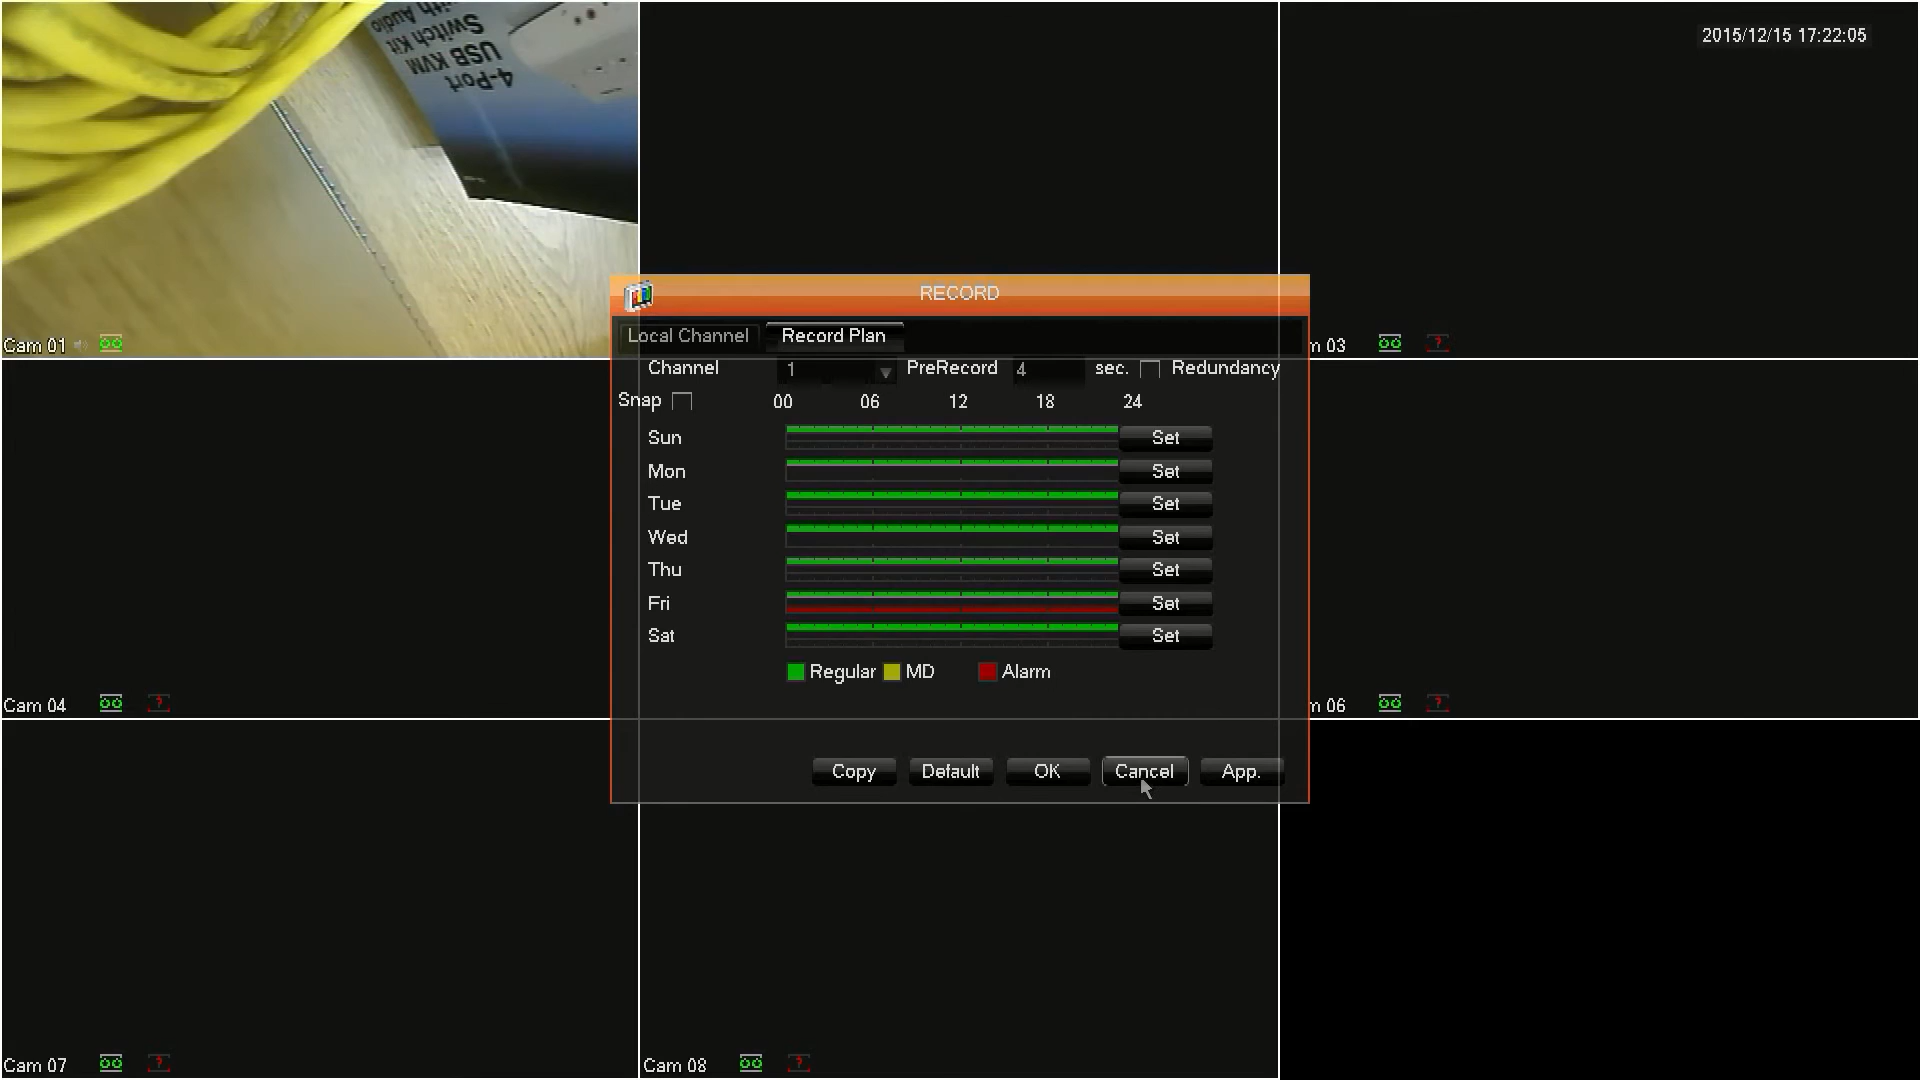 with Audio
Switch Kit
USB KVM
4-Port
2015/12/15 17:22:05
RECORD
Local Channel Record Plan
Cam 01
m 03
Channel 1 PreRecord 4 sec. Redundancy
Snap 00 06 12 18 24
Sun Set
Mon Set
Tue Set
Wed Set
Thu Set
Fri Set
Sat Set
Regular MD Alarm
Cam 04 ?
m 06 ?
Copy Default OK Cancel App.
Cam 07 ?
Cam 08 ?